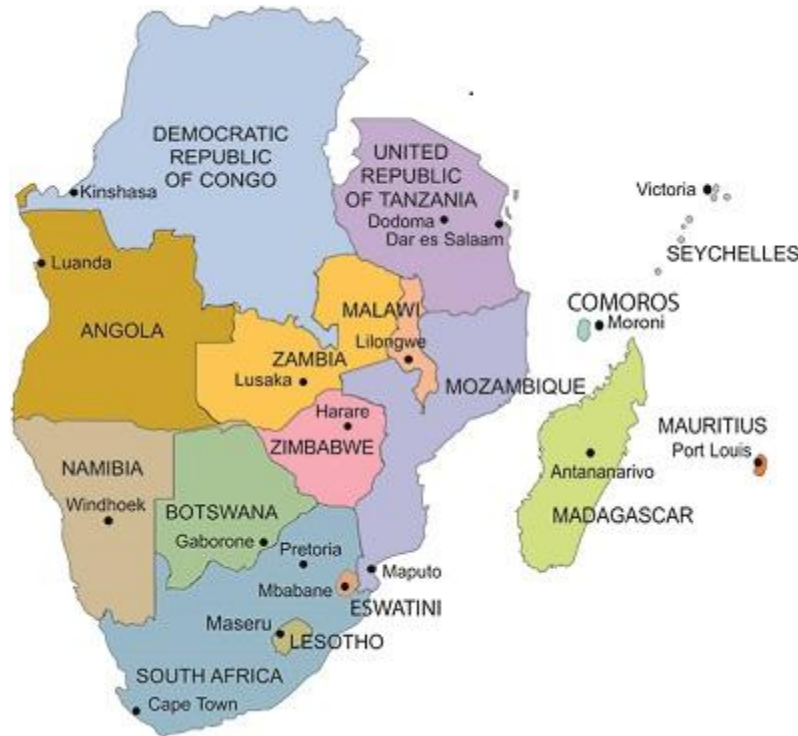 DEMOCRATIC
REPUBLIC
OF CONGO
Kinshasa
UNITED
REPUBLIC
OF TANZANIA
Dodoma
Dar es Salaam
Victoria
SEYCHELLES
Luanda
ANGOLA
MALAWI
Lilongwe
COMOROS
Moroni
ZAMBIA
Lusaka
MOZAMBIQUE
Harare
ZIMBABWE
MAURITIUS
Port Louis
Antananarivo
MADAGASCAR
NAMIBIA
Windhoek
BOTSWANA
Gaborone
Pretoria
Maputo
Mbabane
ESWATINI
Maseru
LESOTHO
SOUTH AFRICA
Cape Town